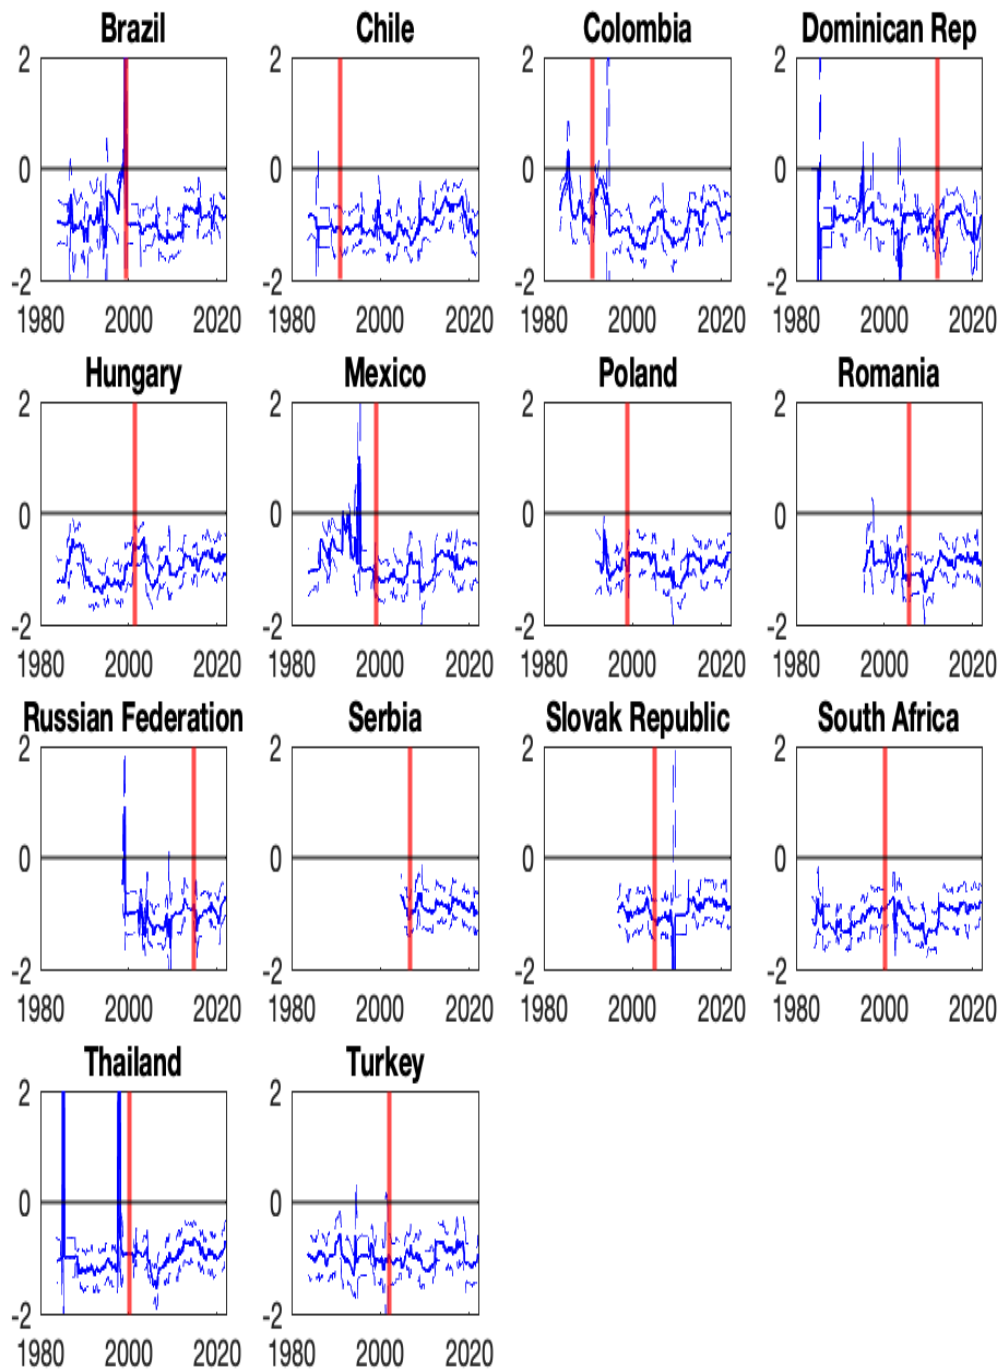 Brazil Chile Colombia Dominican Rep
2 2 2 2
0 0 0 0
-2 -2 -2 -2
1980 2000 2020 1980 2000 2020 1980 2000 2020 1980 2000 2020
Hungary Mexico Poland Romania
2 2 2 2
0 0 0 0
-2 -2 -2 -2
1980 2000 2020 1980 2000 2020 1980 2000 2020 1980 2000 2020
Russian Federation Serbia Slovak Republic South Africa
2 2 2 2
0 0 0 0
-2 -2 -2 -2
1980 2000 2020 1980 2000 2020 1980 2000 2020 1980 2000 2020
Thailand Turkey
2 2
0 0
-2 -2
1980 2000 2020 1980 2000 2020